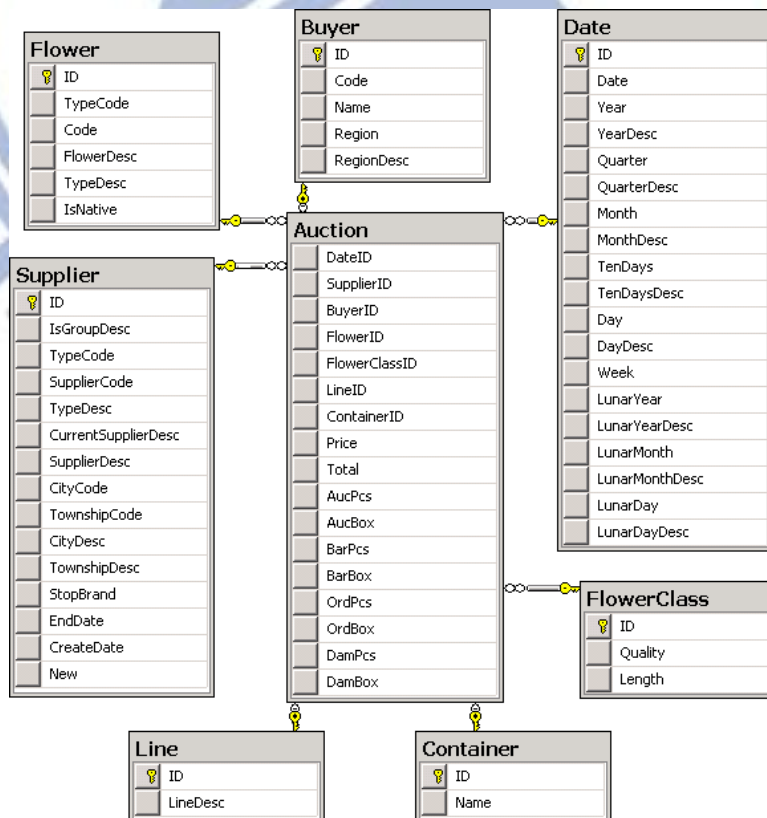 Flower
ID
TypeCode
Code
FlowerDesc
TypeDesc
IsNative
Buyer
ID
Code
Name
Region
RegionDesc
Date
ID
Date
Year
YearDesc
Quarter
QuarterDesc
Month
MonthDesc
TenDays
TenDaysDesc
Day
DayDesc
Week
LunarYear
LunarYearDesc
LunarMonth
LunarMonthDesc
LunarDay
LunarDayDesc
Supplier
ID
IsGroupDesc
TypeCode
SupplierCode
TypeDesc
CurrentSupplierDesc
SupplierDesc
CityCode
TownshipCode
CityDesc
TownshipDesc
StopBrand
EndDate
CreateDate
New
Auction
DateID
SupplierID
BuyerID
FlowerID
FlowerClassID
LineID
ContainerID
Price
Total
AucPcs
AucBox
BarPcs
BarBox
OrdPcs
OrdBox
DamPcs
DamBox
FlowerClass
ID
Quality
Length
Line
ID
LineDesc
Container
ID
Name